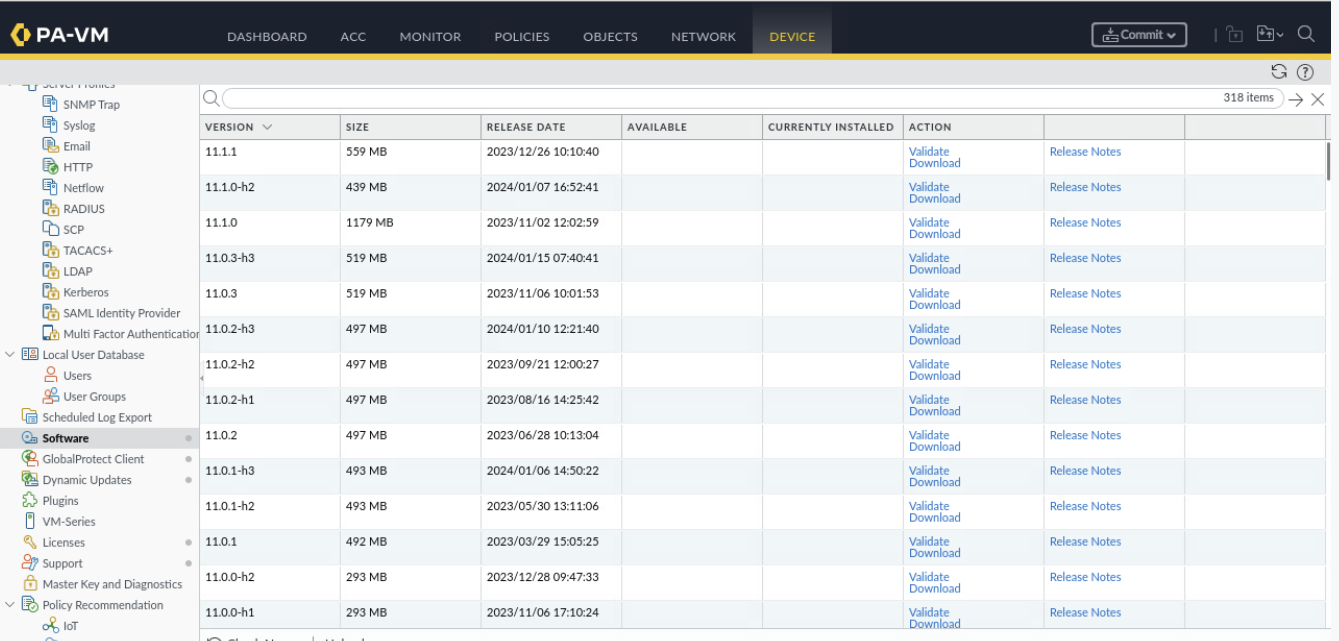 PA-VM
DASHBOARD ACC MONITOR POLICIES OBJECTS NETWORK DEVICE Commit
Server Profiles
SNMP Trap
Syslog
Email
HTTP
Netflow
RADIUS
SCP
TACACS+
LDAP
Kerberos
SAML Identity Provider
Multi Factor Authentication
Local User Database
Users
User Groups
Scheduled Log Export
Software
GlobalProtect Client
Dynamic Updates
Plugins
VM-Series
Licenses
Support
Master Key and Diagnostics
Policy Recommendation
IoT
318 items
VERSION SIZE RELEASE DATE AVAILABLE CURRENTLY INSTALLED ACTION
11.1.1 559 MB 2023/12/26 10:10:40 Validate Release Notes
Download
11.1.0-h2 439 MB 2024/01/07 16:52:41 Validate Release Notes
Download
11.1.0 1179 MB 2023/11/02 12:02:59 Validate Release Notes
Download
11.0.3-h3 519 MB 2024/01/15 07:40:41 Validate Release Notes
Download
11.0.3 519 MB 2023/11/06 10:01:53 Validate Release Notes
Download
11.0.2-h3 497 MB 2024/01/10 12:21:40 Validate Release Notes
Download
11.0.2-h2 497 MB 2023/09/21 12:00:27 Validate Release Notes
Download
11.0.2-h1 497 MB 2023/08/16 14:25:42 Validate Release Notes
Download
11.0.2 497 MB 2023/06/28 10:13:04 Validate Release Notes
Download
11.0.1-h3 493 MB 2024/01/06 14:50:22 Validate Release Notes
Download
11.0.1-h2 493 MB 2023/05/30 13:11:06 Validate Release Notes
Download
11.0.1 492 MB 2023/03/29 15:05:25 Validate Release Notes
Download
11.0.0-h2 293 MB 2023/12/28 09:47:33 Validate Release Notes
Download
11.0.0-h1 293 MB 2023/11/06 17:10:24 Validate Release Notes
Download